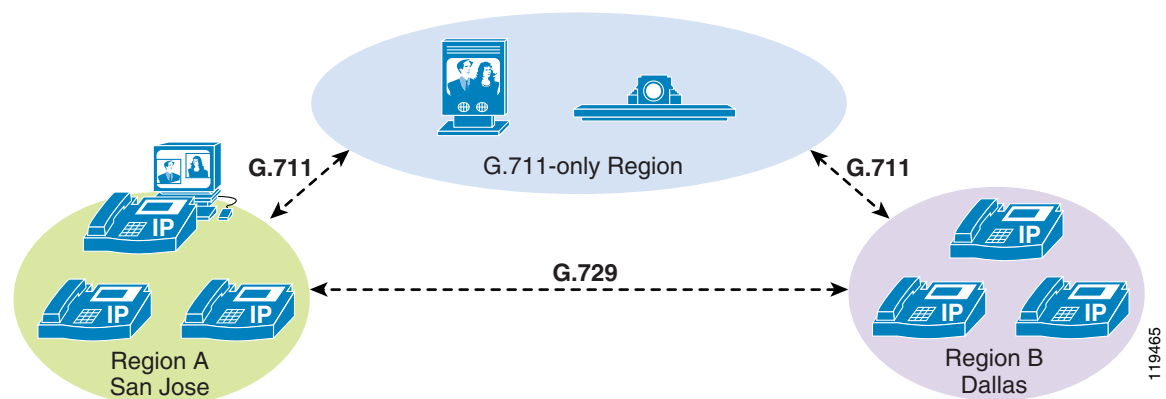 G.711-only Region
G.711
G.711
IP
IP
IP
G.729
IP
IP
IP
Region A
San Jose
Region B
Dallas
119465